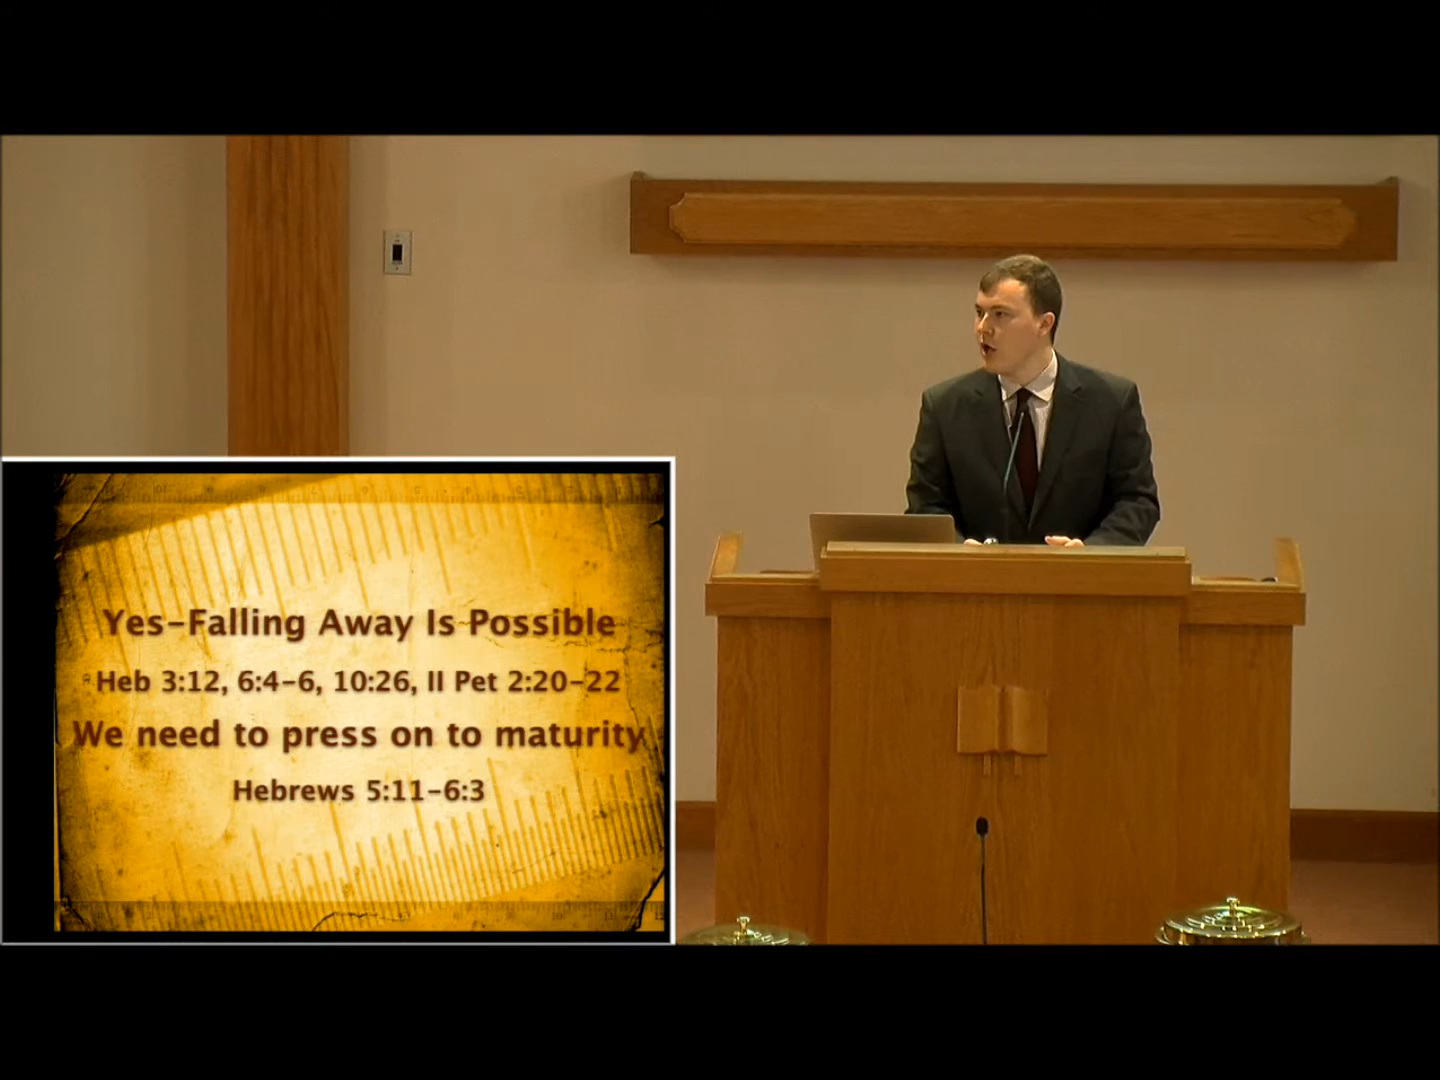 Yes-Falling Away Is Possible
Heb 3:12, 6:4-6, 10:26, II Pet 2:20-22
We need to press on to maturity
Hebrews 5:11-6:3